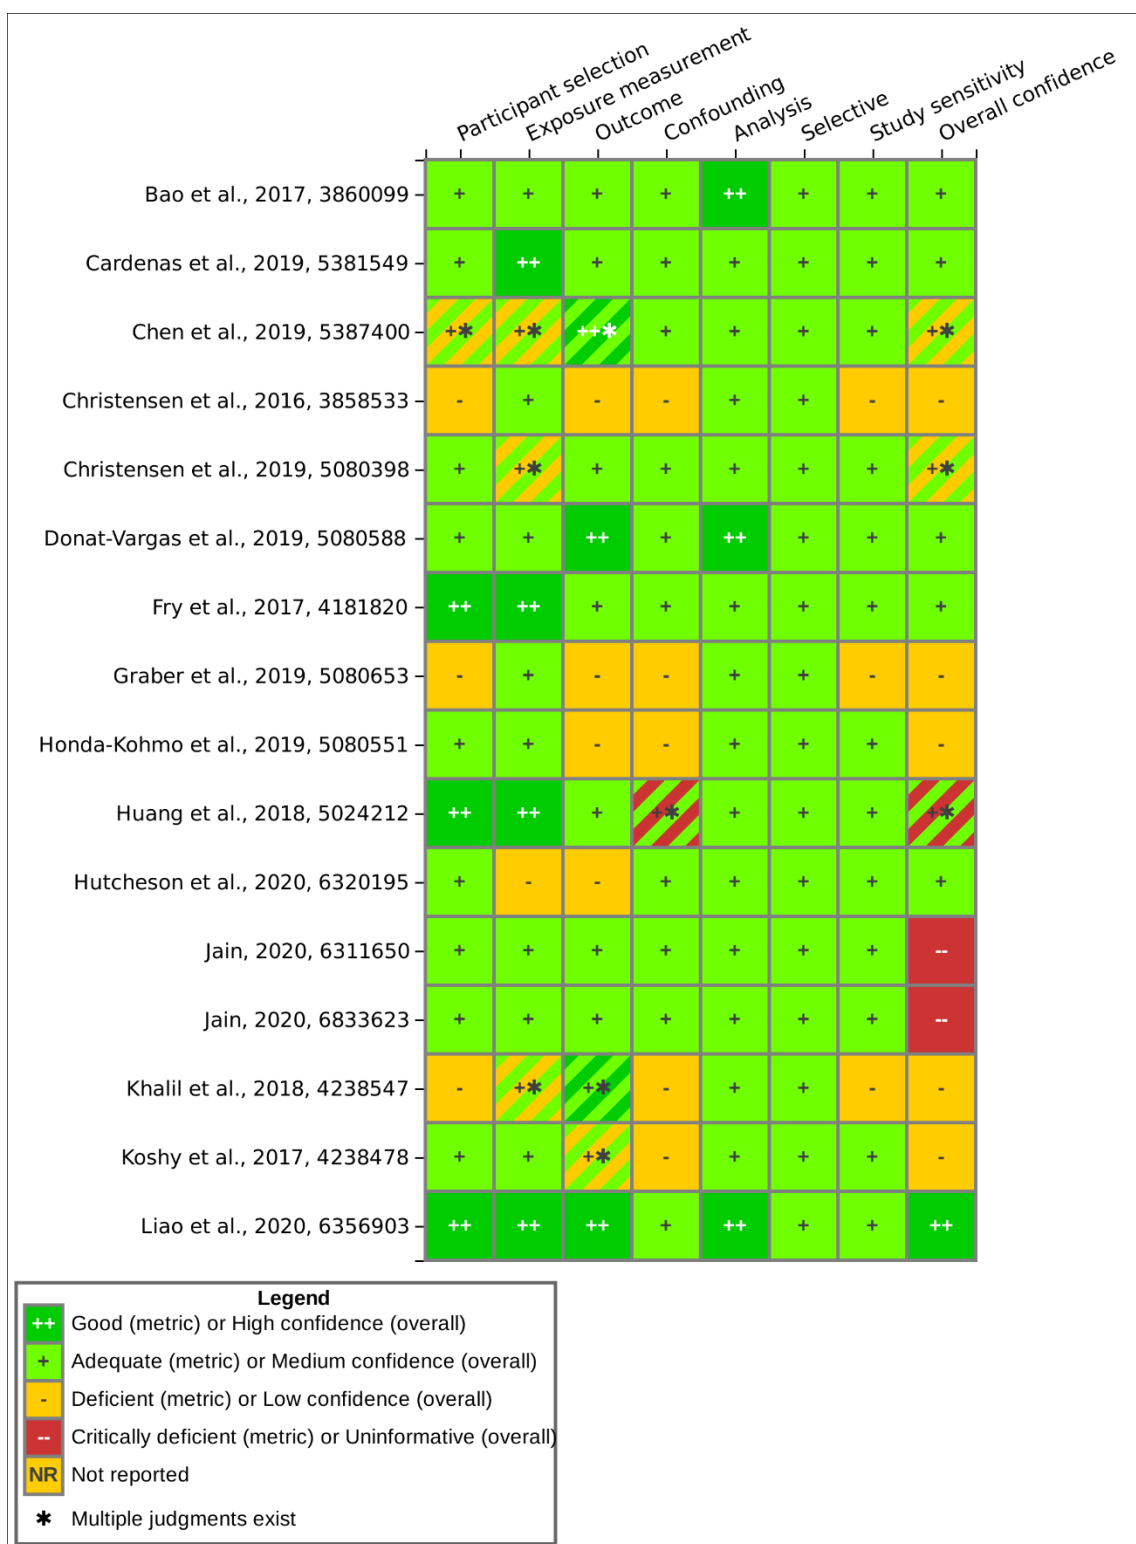 Participant selection
Exposure measurement
Outcome
Confounding
Analysis
Selective
Study sensitivity
Overall confidence
Bao et al., 2017, 3860099 + + + + ++ + + +
Cardenas et al., 2019, 5381549 + ++ + + + + + +
Chen et al., 2019, 5387400 +* +* ++* + + + + +*
Christensen et al., 2016, 3858533 - + - - + + - -
Christensen et al., 2019, 5080398 + +* + + + + + +*
Donat-Vargas et al., 2019, 5080588 + + ++ + ++ + + +
Fry et al., 2017, 4181820 ++ ++ + + + + + +
Graber et al., 2019, 5080653 - + - - + + - -
Honda-Kohmo et al., 2019, 5080551 + + - - + + + -
Huang et al., 2018, 5024212 ++ ++ + +* + + + +*
Hutcheson et al., 2020, 6320195 + - - + + + + +
Jain, 2020, 6311650 + + + + + + + --
Jain, 2020, 6833623 + + + + + + + --
Khalil et al., 2018, 4238547 - +* +* - + + - -
Koshy et al., 2017, 4238478 + + +* - + + + -
Liao et al., 2020, 6356903 ++ ++ ++ + ++ + + ++
Legend
++ Good (metric) or High confidence (overall)
+ Adequate (metric) or Medium confidence (overall)
- Deficient (metric) or Low confidence (overall)
-- Critically deficient (metric) or Uninformative (overall)
NR Not reported
* Multiple judgments exist